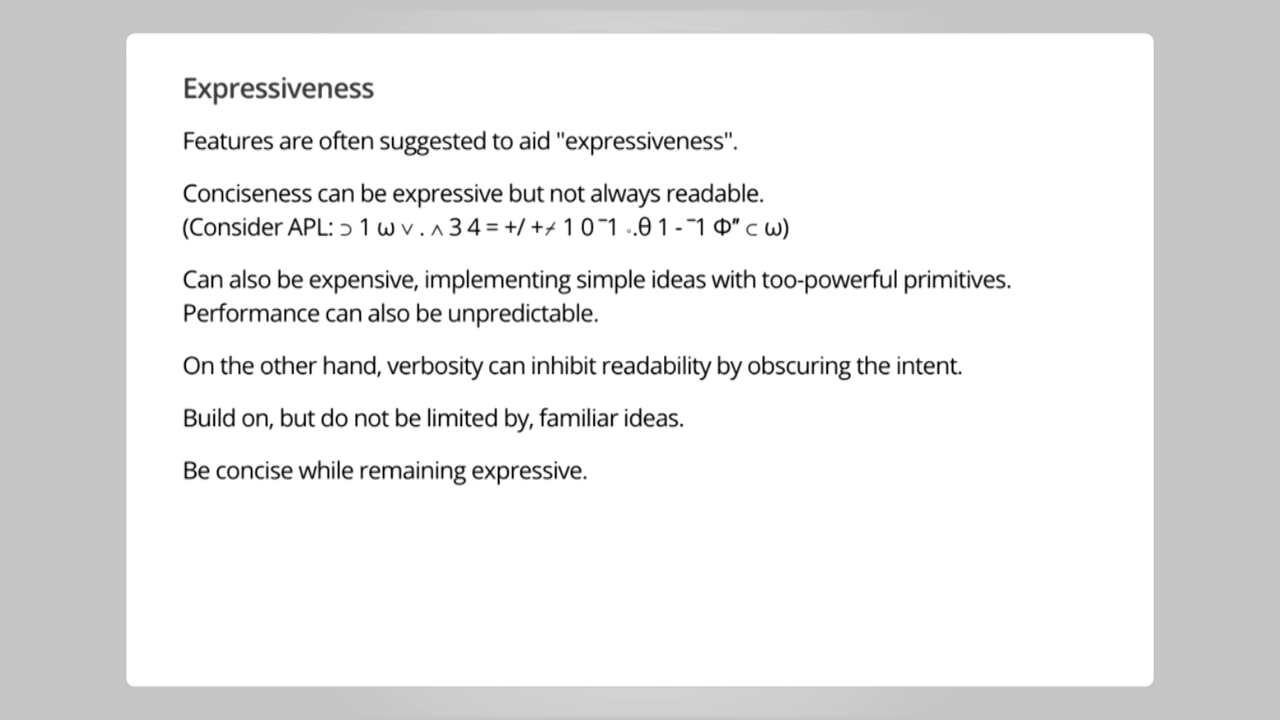 Expressiveness
Features are often suggested to aid "expressiveness".
Conciseness can be expressive but not always readable.
(Consider APL: ⊃ 1 ω ∨ . ∧ 3 4 = +/ +⌿ 1 0 ¯1 ∘.θ 1 - ¯1 Φ″ ⊂ ω)
Can also be expensive, implementing simple ideas with too-powerful primitives.
Performance can also be unpredictable.
On the other hand, verbosity can inhibit readability by obscuring the intent.
Build on, but do not be limited by, familiar ideas.
Be concise while remaining expressive.